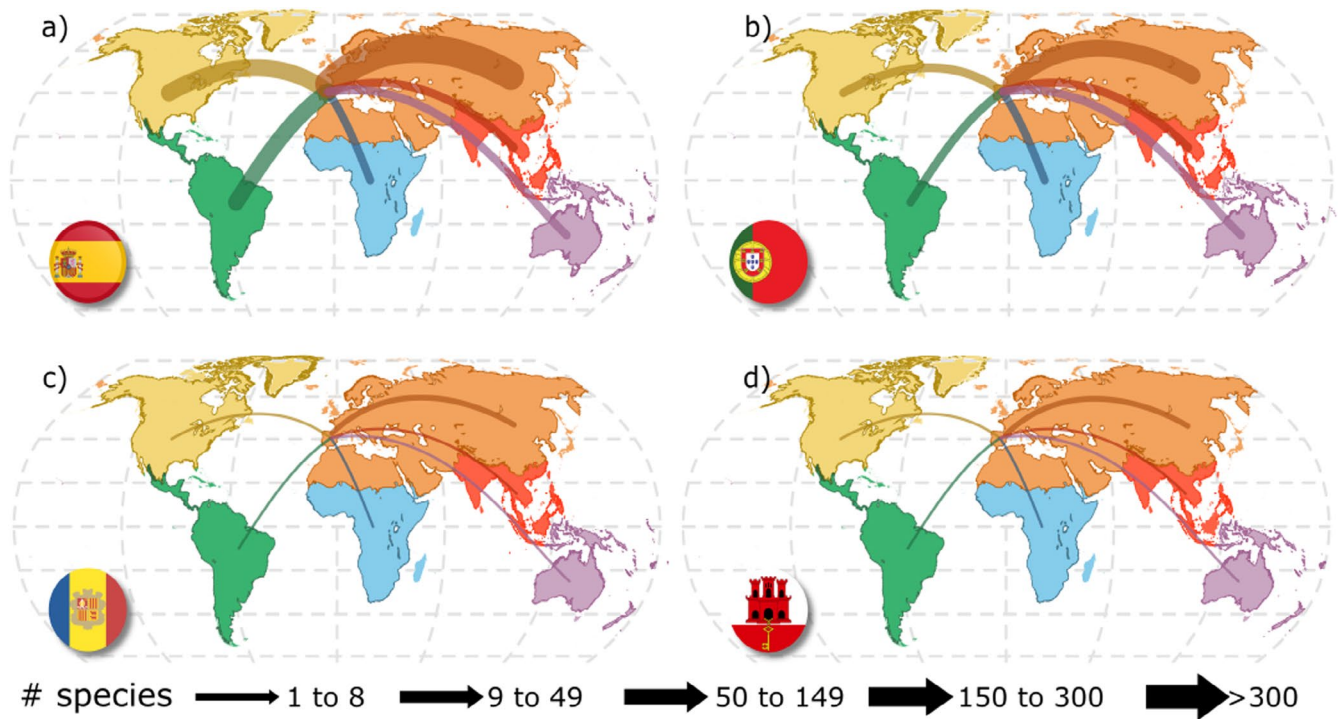 a)
b)
c)
d)
# species 1 to 8 9 to 49 50 to 149 150 to 300 >300